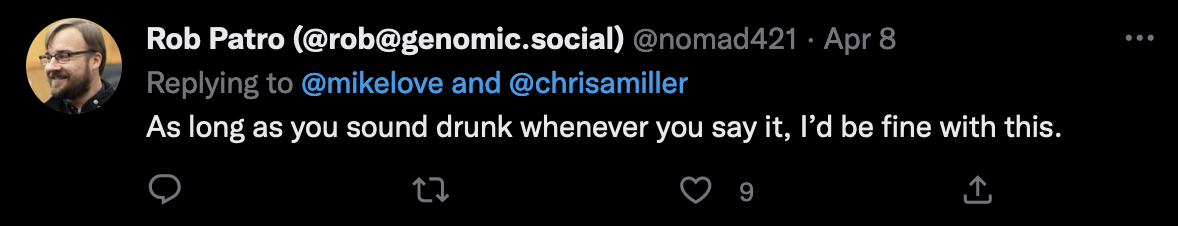 Rob Patro (@rob@genomic.social) @nomad421 · Apr 8
Replying to @mikelove and @chrisamiller
As long as you sound drunk whenever you say it, I’d be fine with this.
9